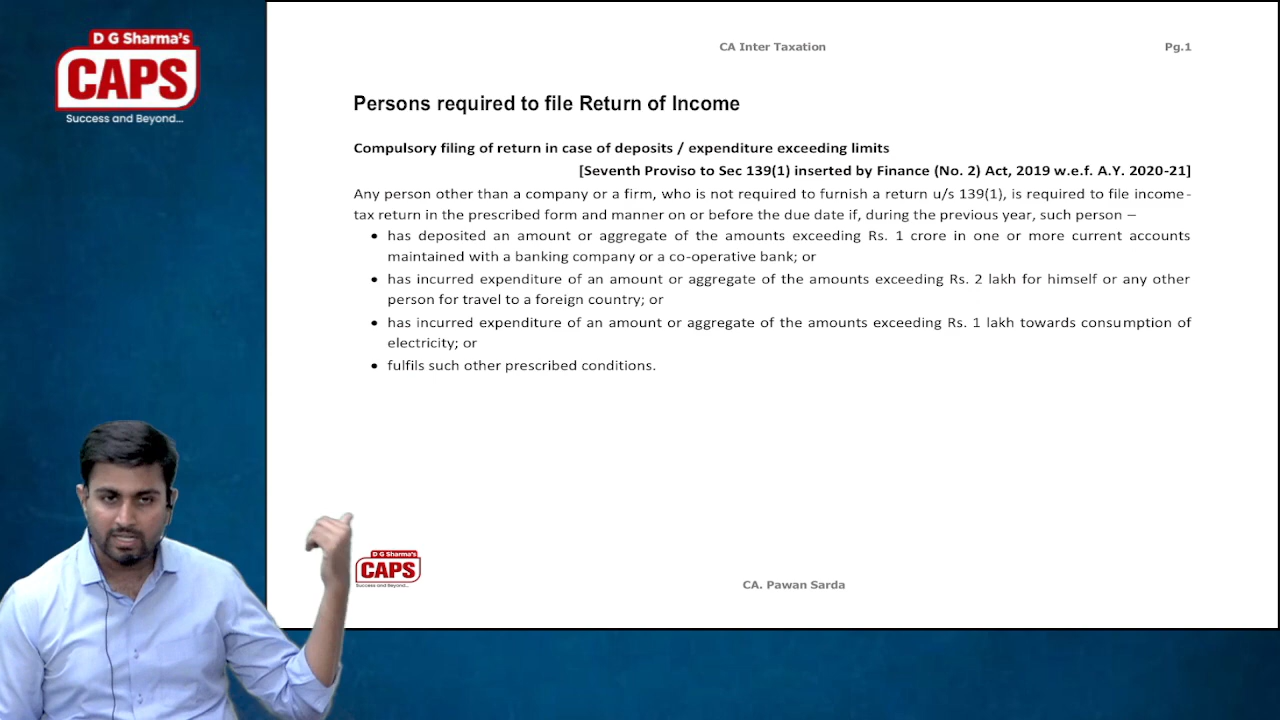 D G Sharma's
CAPS
Success and Beyond...
CA Inter Taxation
Pg.1
Persons required to file Return of Income
Compulsory filing of return in case of deposits / expenditure exceeding limits
[Seventh Proviso to Sec 139(1) inserted by Finance (No. 2) Act, 2019 w.e.f. A.Y. 2020-21]
Any person other than a company or a firm, who is not required to furnish a return u/s 139(1), is required to file income-
tax return in the prescribed form and manner on or before the due date if, during the previous year, such person –
• has deposited an amount or aggregate of the amounts exceeding Rs. 1 crore in one or more current accounts
maintained with a banking company or a co-operative bank; or
• has incurred expenditure of an amount or aggregate of the amounts exceeding Rs. 2 lakh for himself or any other
person for travel to a foreign country; or
• has incurred expenditure of an amount or aggregate of the amounts exceeding Rs. 1 lakh towards consumption of
electricity; or
• fulfils such other prescribed conditions.
D G Sharma's
CAPS
Success and Beyond...
CA. Pawan Sarda